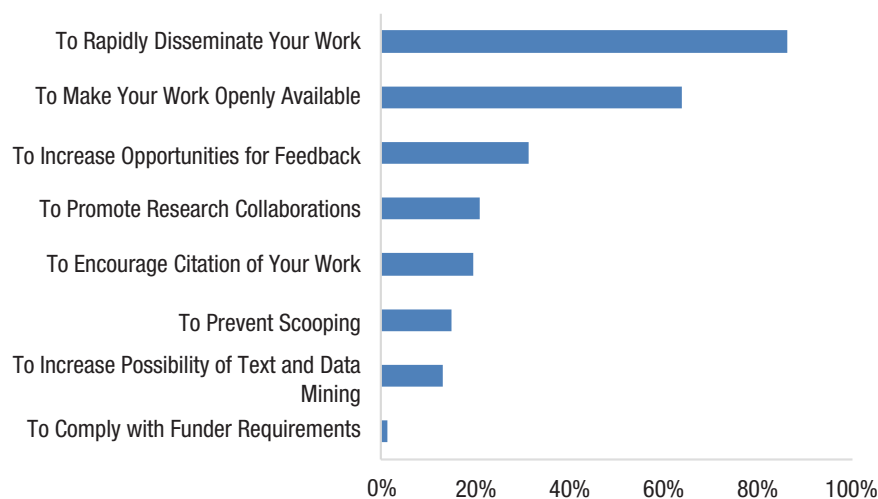 To Rapidly Disseminate Your Work
To Make Your Work Openly Available
To Increase Opportunities for Feedback
To Promote Research Collaborations
To Encourage Citation of Your Work
To Prevent Scooping
To Increase Possibility of Text and Data
Mining
To Comply with Funder Requirements
0% 20% 40% 60% 80% 100%